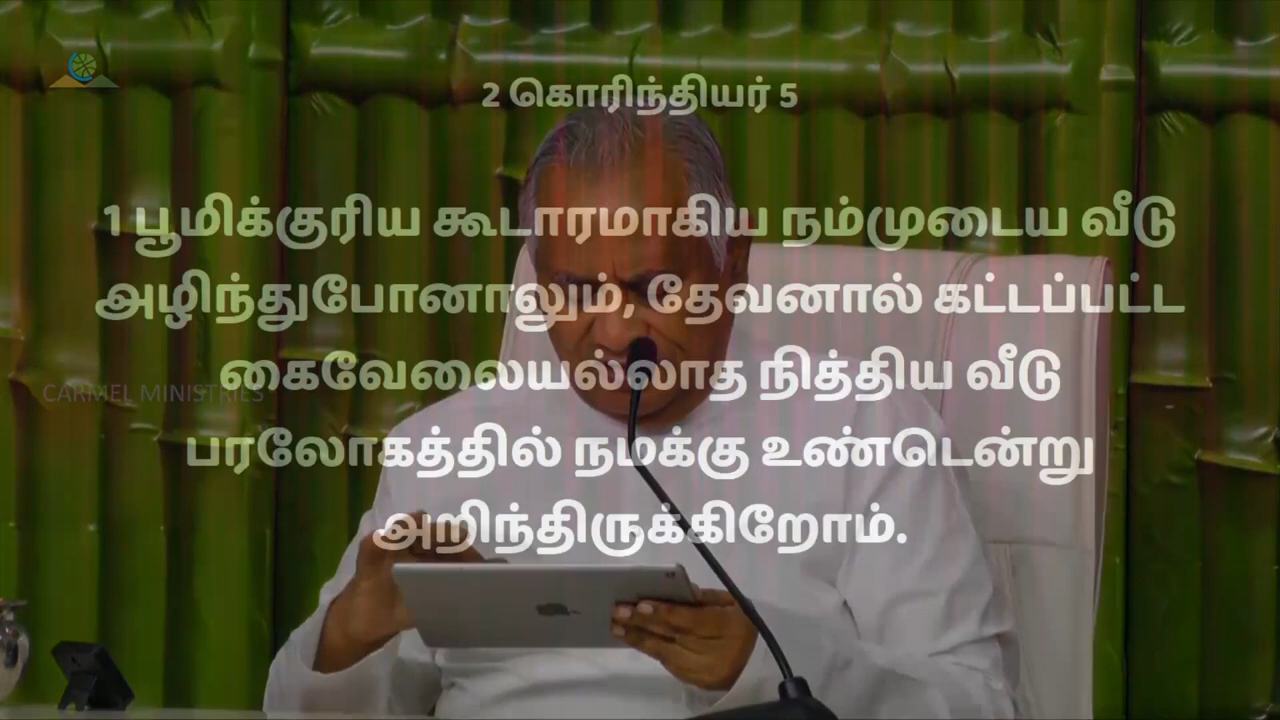 2 கொரிந்தியர் 5
1 பூமிக்குரிய கூடாரமாகிய நம்முடைய வீடு
அழிந்துபோனாலும், தேவனால் கட்டப்பட்ட
கைவேலையல்லாத நித்திய வீடு
CARMEL MINISTRIES
பரலோகத்தில் நமக்கு உண்டென்று
அறிந்திருக்கிறோம்.